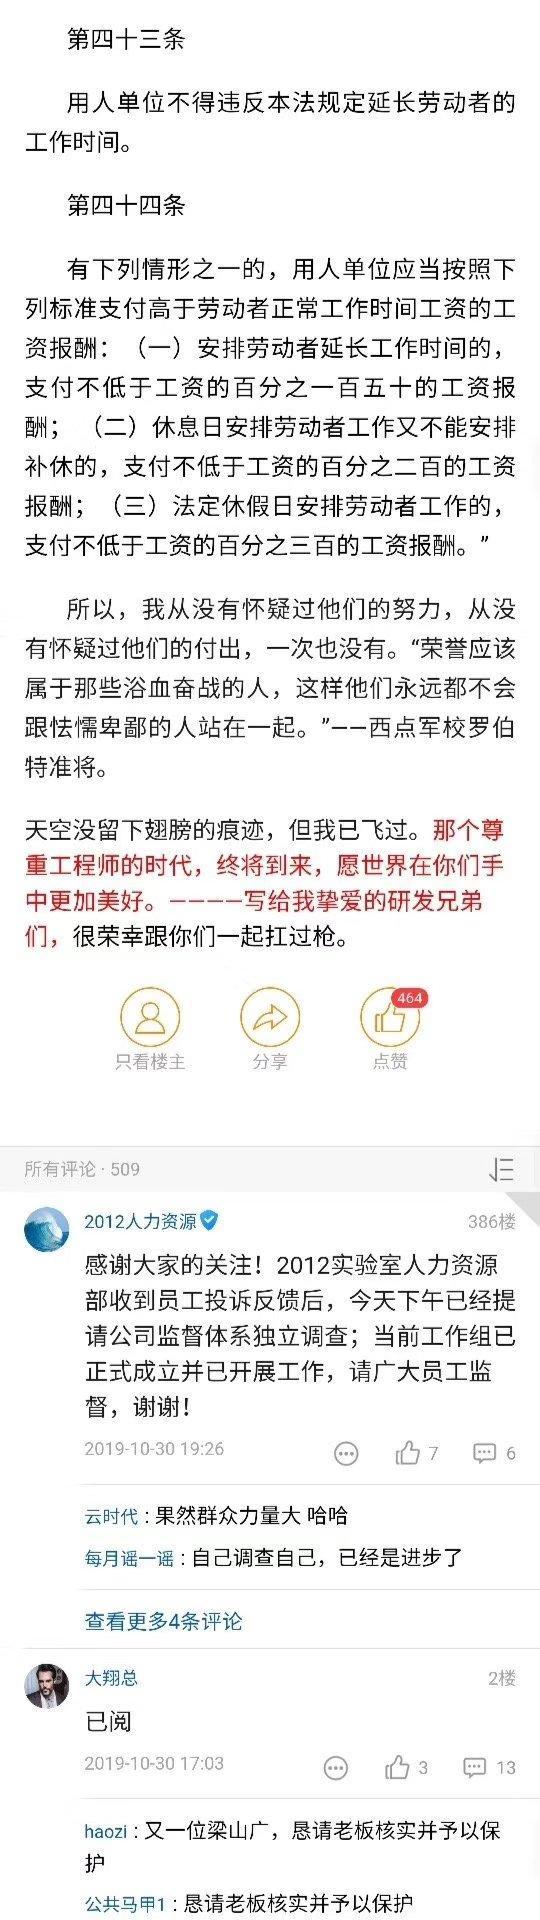 第四十三条
用人单位不得违反本法规定延长劳动者的
工作时间。
第四十四条
有下列情形之一的，用人单位应当按照下
列标准支付高于劳动者正常工作时间工资的工
资报酬：（一）安排劳动者延长工作时间的，
支付不低于工资的百分之一百五十的工资报
酬；（二）休息日安排劳动者工作又不能安排
补休的，支付不低于工资的百分之二百的工资
报酬；（三）法定休假日安排劳动者工作的，
支付不低于工资的百分之三百的工资报酬。”
所以，我从没有怀疑过他们的努力，从没
有怀疑过他们的付出，一次也没有。“荣誉应该
属于那些浴血奋战的人，这样他们永远都不会
跟怯懦卑鄙的人站在一起。”——西点军校罗伯
特准将。
天空没留下翅膀的痕迹，但我已飞过。那个尊
重工程师的时代，终将到来，愿世界在你们手
中更加美好。————写给我挚爱的研发兄弟
们，很荣幸跟你们一起扛过枪。
464
只看楼主 分享 点赞
所有评论 · 509
2012人力资源 386楼
感谢大家的关注！2012实验室人力资源
部收到员工投诉反馈后，今天下午已经提
请公司监督体系独立调查；当前工作组已
正式成立并已开展工作，请广大员工监
督，谢谢！
2019-10-30 19:26 7 6
云时代 : 果然群众力量大 哈哈
每月谣一谣 : 自己调查自己，已经是进步了
查看更多4条评论
大翔总 2楼
已阅
2019-10-30 17:03 3 13
haozi : 又一位梁山广，恳请老板核实并予以保
护
公共马甲1 : 恳请老板核实并予以保护